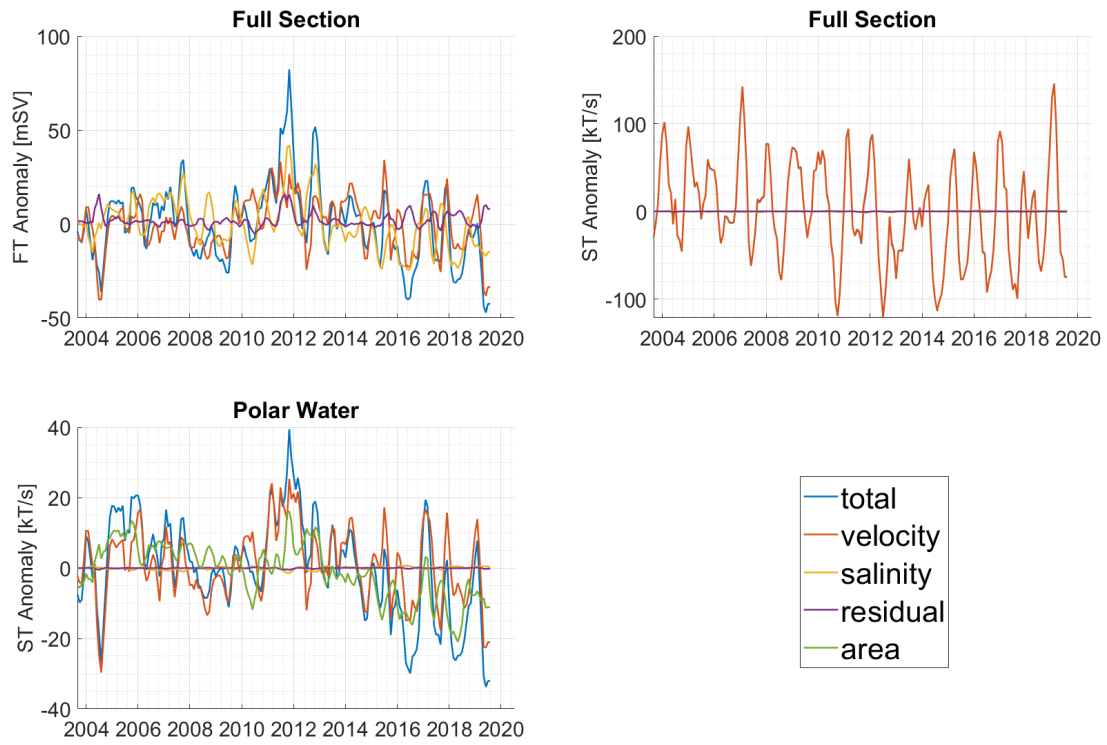 Full Section
FT Anomaly [mSV]
100
50
0
-50
2004 2006 2008 2010 2012 2014 2016 2018 2020
Full Section
ST Anomaly [kT/s]
200
100
0
-100
2004 2006 2008 2010 2012 2014 2016 2018 2020
Polar Water
ST Anomaly [kT/s]
40
20
0
-20
-40
2004 2006 2008 2010 2012 2014 2016 2018 2020
total
velocity
salinity
residual
area